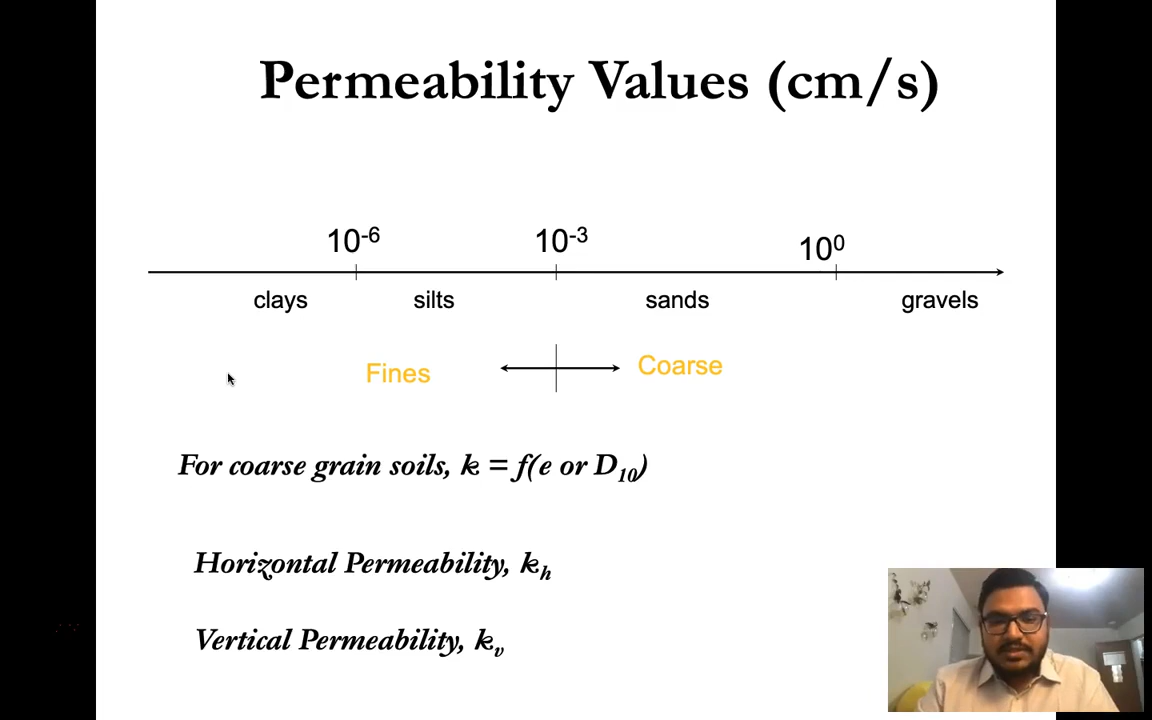 Permeability Values (cm/s)
10⁻⁶ 10⁻³ 10⁰
clays silts sands gravels
Fines Coarse
For coarse grain soils, k = f(e or D₁₀)
Horizontal Permeability, kₕ
Vertical Permeability, kᵥ